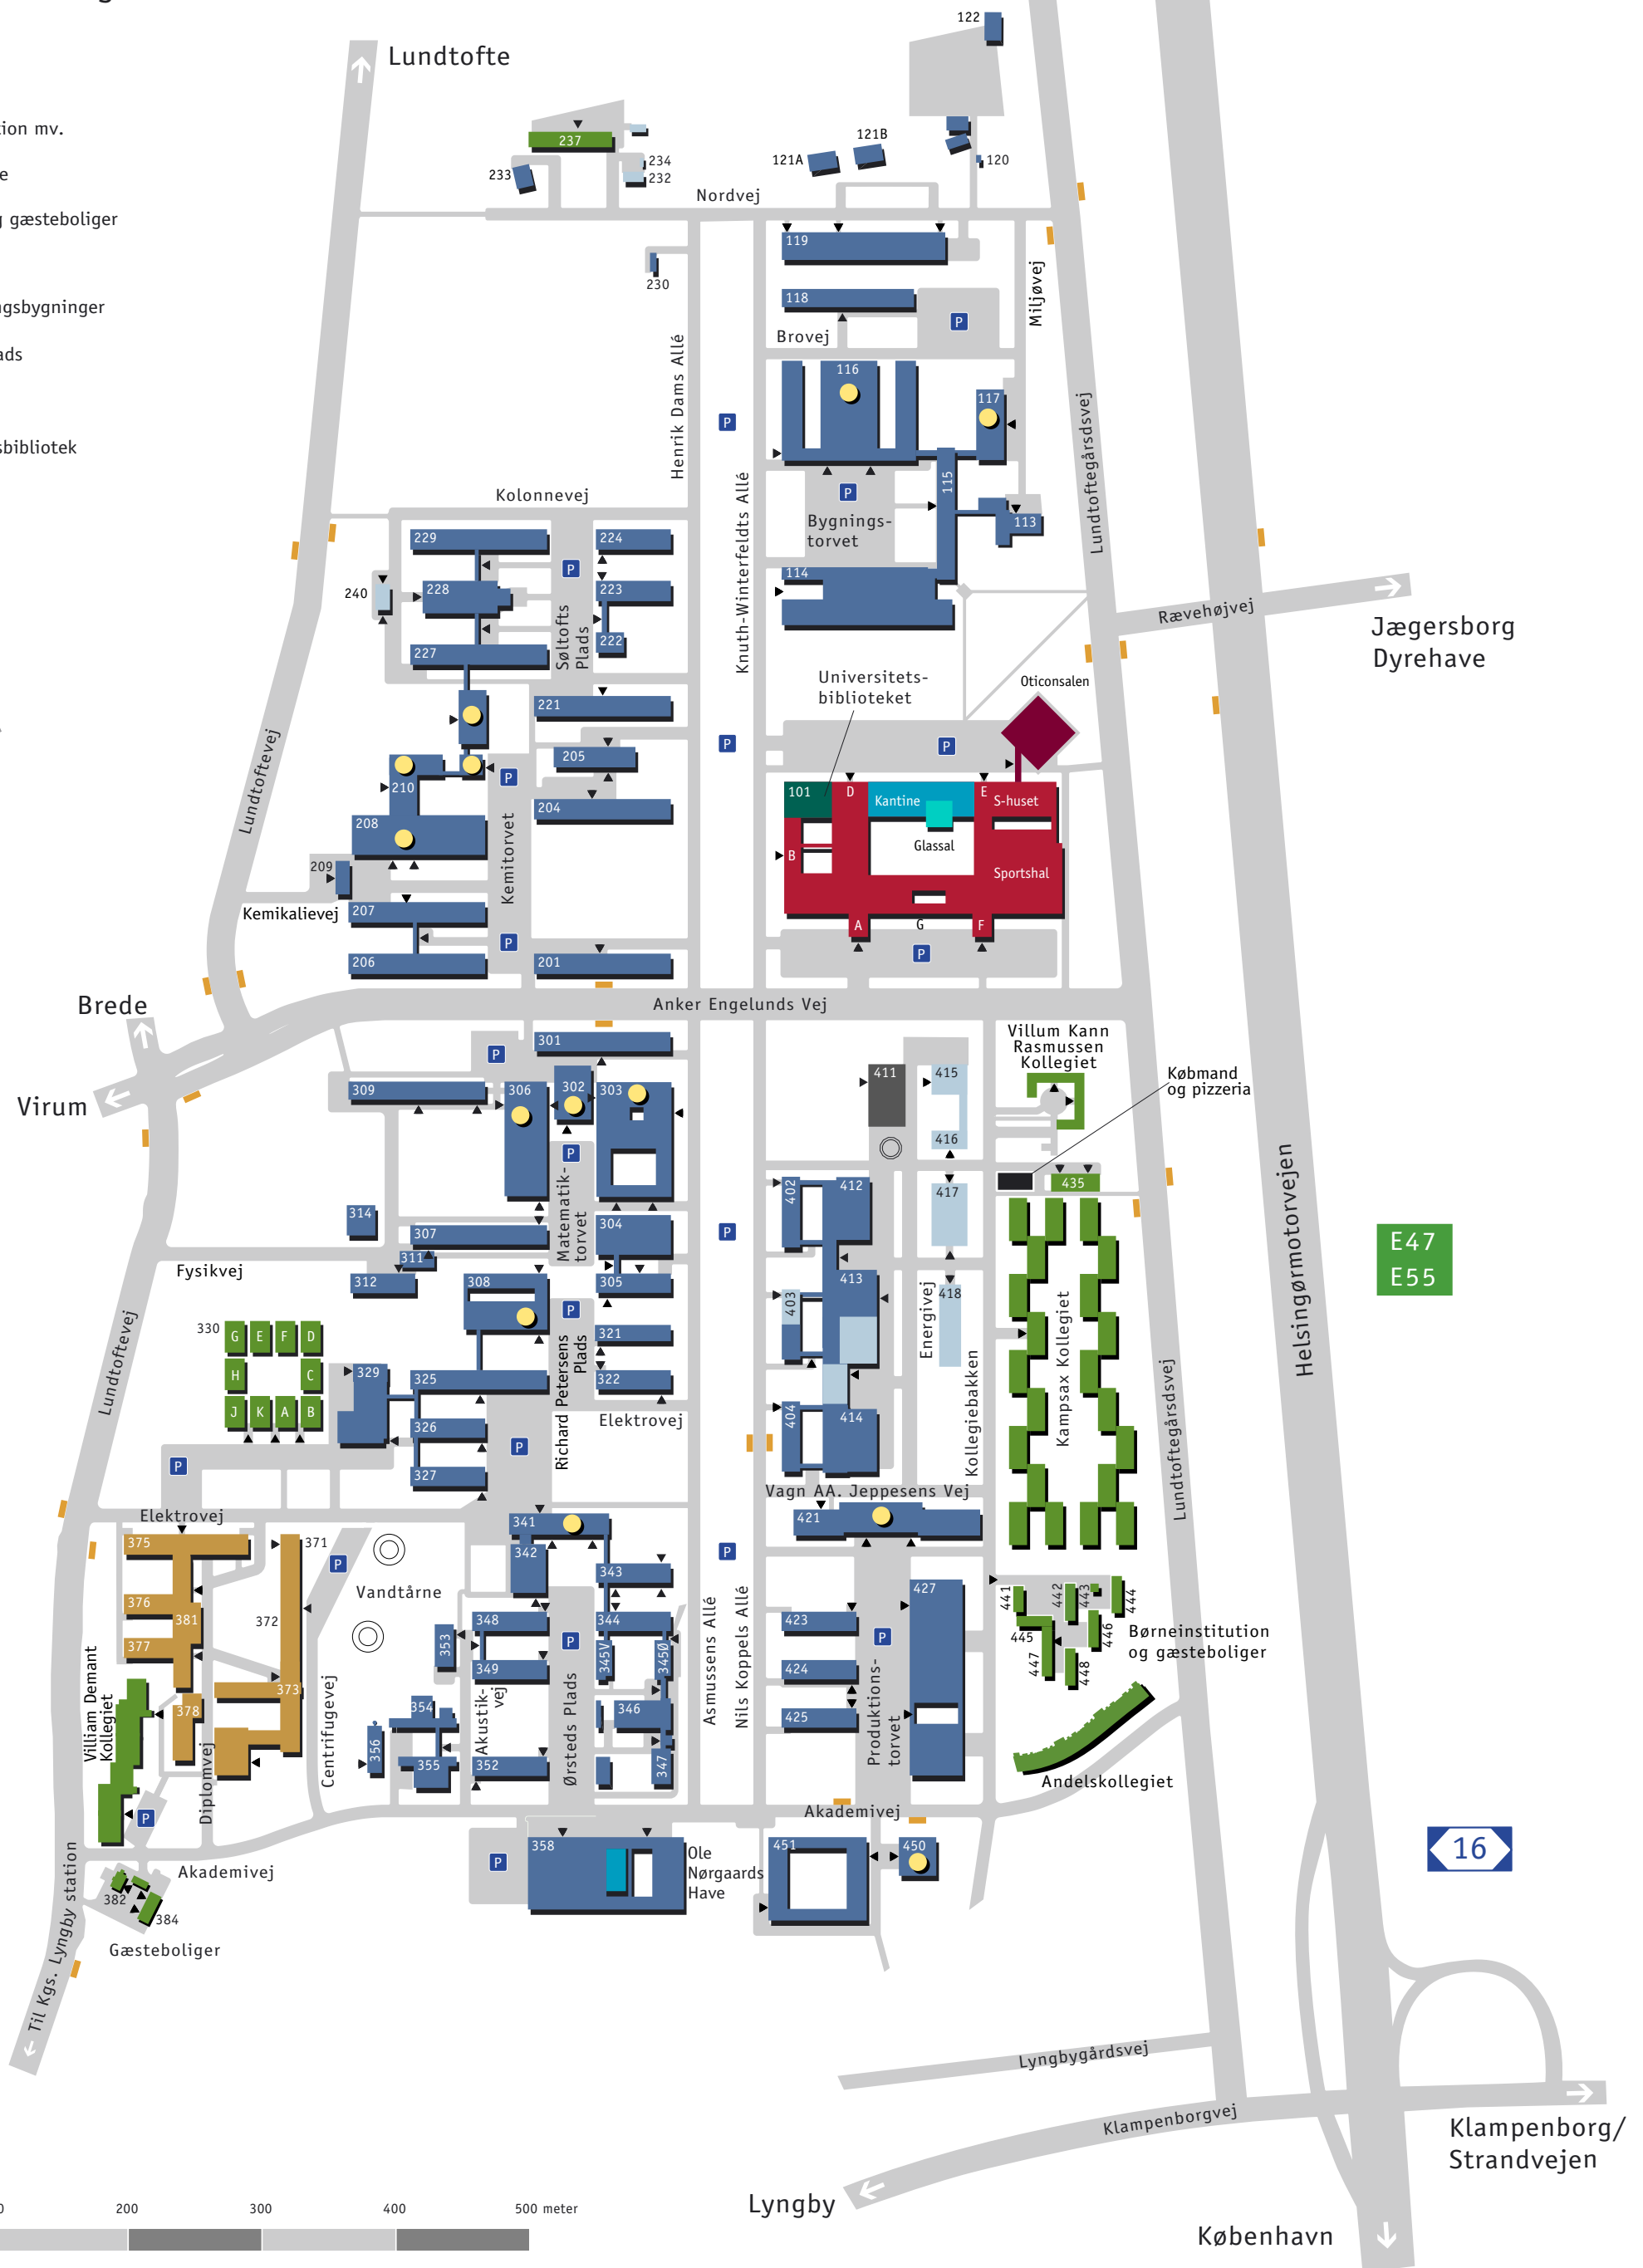 g
ion mv.
e
g gæsteboliger
gsbygninger
ads
sbibliotek
Lundtofte
122
237
233
234
232
121A
121B
120
Nordvej
119
230
118
P
Brovej
Miljøvej
Henrik Dams Allé
116
117
P
Lundtoftegårsdsvej
Knuth-Winterfeldts Allé
115
P
Bygnings-
torvet
113
114
Kolonnevej
229
224
P
228
223
240
222
Søltofts
Plads
227
Rævehøjvej
Jægersborg
Dyrehave
Universitets-
biblioteket
Oticonsalen
221
P
P
205
P
210
204
208
Kemitorvet
Lundtoftevej
209
Kemikalievej
207
P
206
201
101
D
Kantine
E
S-huset
Glassal
B
Sportshal
A
G
F
P
Brede
Anker Engelunds Vej
Virum
P
301
309
306
302
303
P
Matematik-
torvet
314
307
304
311
312
308
305
Fysikvej
P
Richard Petersens
Plads
321
322
330
G
E
F
D
H
C
J
K
A
B
329
325
326
327
P
Elektrovej
P
Lundtoftevej
411
415
416
Villum Kann
Rasmussen
Kollegiet
Købmand
og pizzeria
435
402
412
417
P
413
403
418
Energivej
Kampsax Kollegiet
404
414
Kollegiebakken
Lundtoftegårsdsvej
Helsingørmotorvejen
E47
E55
Vagn AA. Jeppesens Vej
421
P
Elektrovej
375
371
P
Vandtårne
376
381
372
377
373
378
Villiam Demant
Kollegiet
Diplomvej
Centrifugevej
P
341
342
343
348
344
353
349
345V
345Ø
P
354
Akustik-
vej
Ørsteds Plads
346
356
355
352
347
Asmussens Allé
Nils Koppels Allé
423
P
427
424
425
Produktions-
torvet
441
442
443
444
445
446
447
448
Børneinstitution
og gæsteboliger
Andelskollegiet
Akademivej
P
358
Ole
Nørgaards
Have
451
450
Akademivej
382
384
Gæsteboliger
Til Kgs. Lyngby station
16
Lyngbygårdsvej
Klampenborgvej
Klampenborg/
Strandvejen
Lyngby
København
0
200
300
400
500 meter